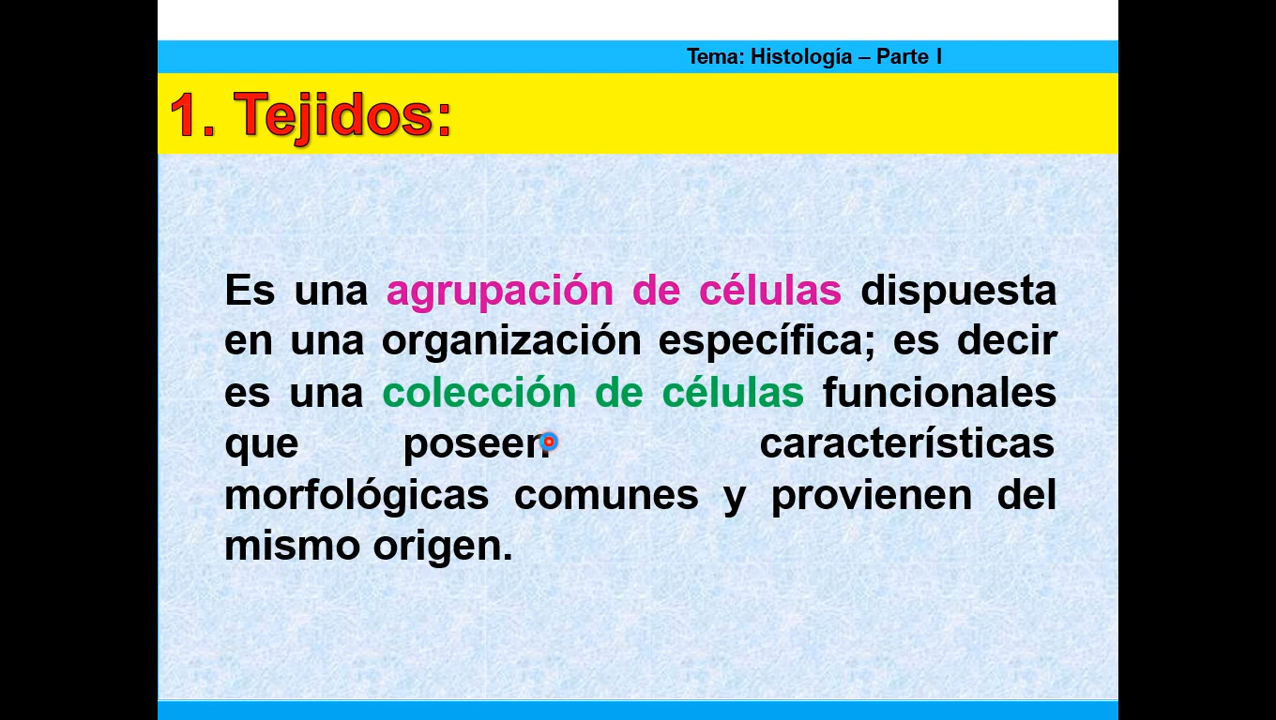 Tema: Histología – Parte I
1. Tejidos:
Es una agrupación de células dispuesta
en una organización específica; es decir
es una colección de células funcionales
que poseen características
morfológicas comunes y provienen del
mismo origen.